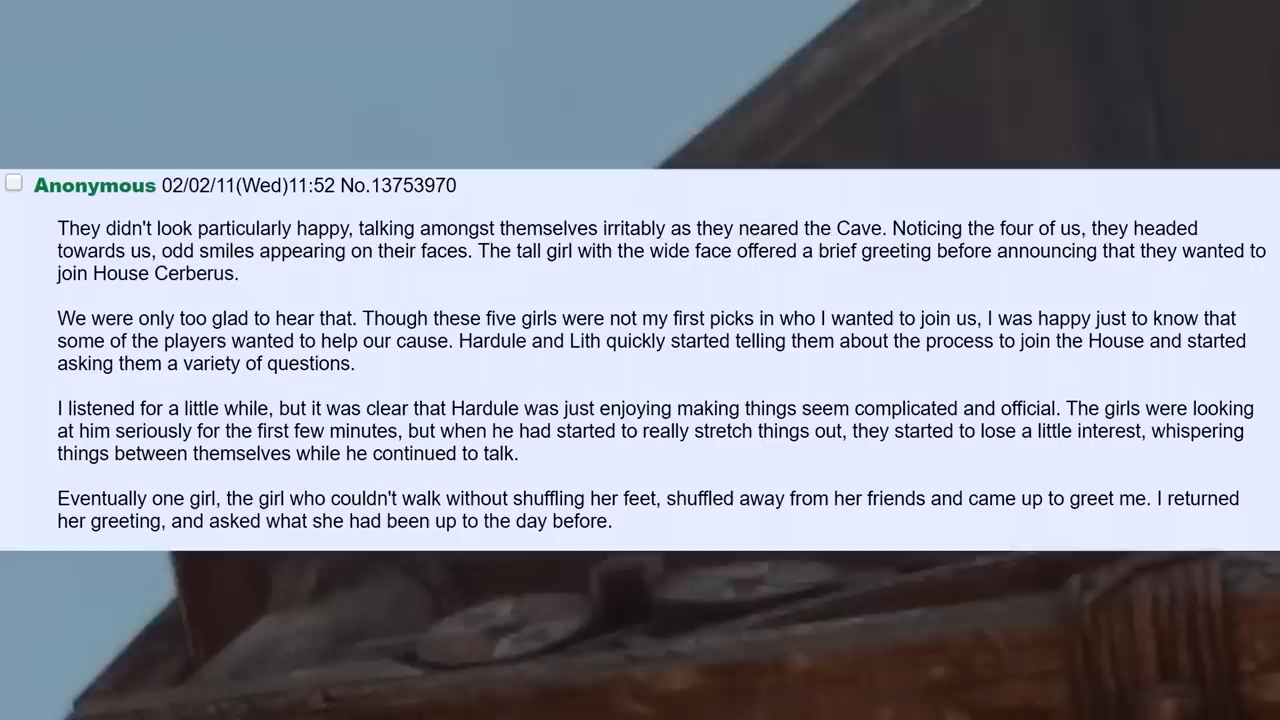 Anonymous 02/02/11(Wed)11:52 No.13753970
They didn't look particularly happy, talking amongst themselves irritably as they neared the Cave. Noticing the four of us, they headed
towards us, odd smiles appearing on their faces. The tall girl with the wide face offered a brief greeting before announcing that they wanted to
join House Cerberus.
We were only too glad to hear that. Though these five girls were not my first picks in who I wanted to join us, I was happy just to know that
some of the players wanted to help our cause. Hardule and Lith quickly started telling them about the process to join the House and started
asking them a variety of questions.
I listened for a little while, but it was clear that Hardule was just enjoying making things seem complicated and official. The girls were looking
at him seriously for the first few minutes, but when he had started to really stretch things out, they started to lose a little interest, whispering
things between themselves while he continued to talk.
Eventually one girl, the girl who couldn't walk without shuffling her feet, shuffled away from her friends and came up to greet me. I returned
her greeting, and asked what she had been up to the day before.